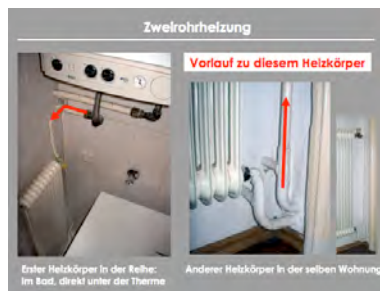 Zweirohrheizung
Vorlauf zu diesem Heizkörper
Erster Heizkörper in der Reihe:
Im Bad, direkt unter der Therme
Anderer Heizkörper in der selben Wohnung